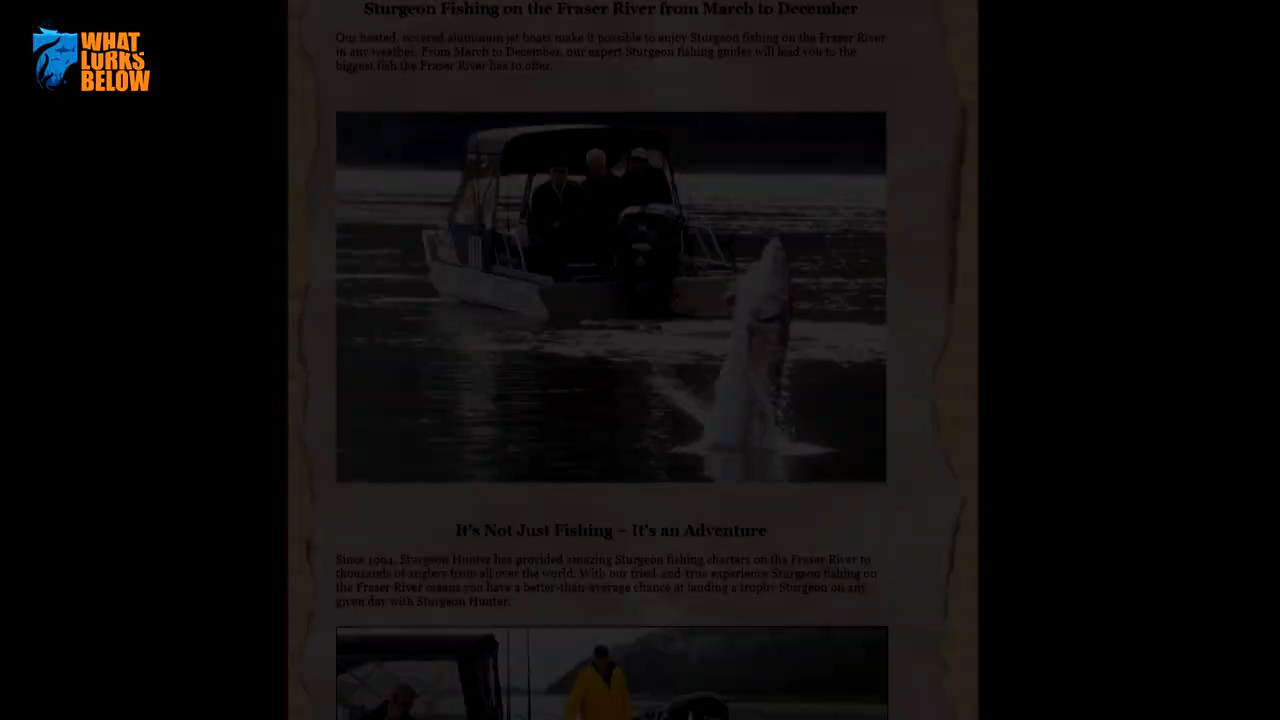 WHAT
LURKS
BELOW
Sturgeon Fishing on the Fraser River from March to December
Our heated, covered aluminum jet boats make it possible to enjoy Sturgeon fishing on the Fraser River
in any weather. From March to December, our expert Sturgeon fishing guides will lead you to the
biggest fish the Fraser River has to offer.
It's Not Just Fishing – It's an Adventure
Since 1994, Sturgeon Hunter has provided amazing Sturgeon fishing charters on the Fraser River to
thousands of anglers from all over the world. With our tried-and-true experience Sturgeon fishing on
the Fraser River means you have a better-than-average chance at landing a trophy Sturgeon on any
given day with Sturgeon Hunter.